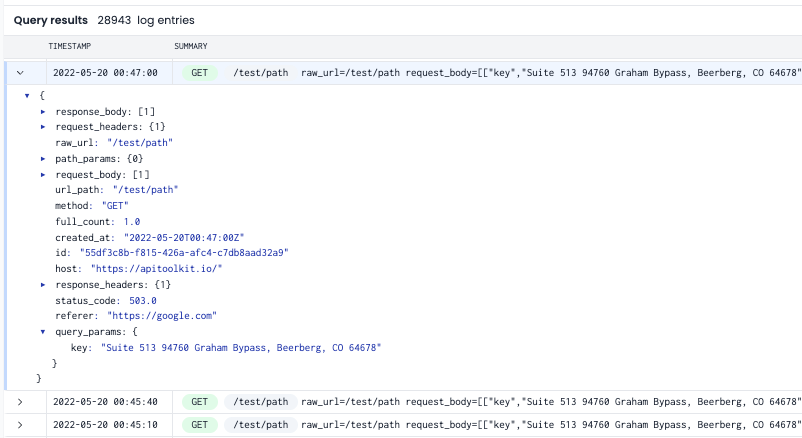 Query results 28943 log entries
TIMESTAMP SUMMARY
2022-05-20 00:47:00 GET /test/path raw_url=/test/path request_body=[["key","Suite 513 94760 Graham Bypass, Beerberg, CO 64678"
{
response_body: [1]
request_headers: {1}
raw_url: "/test/path"
path_params: {0}
request_body: [1]
url_path: "/test/path"
method: "GET"
full_count: 1.0
created_at: "2022-05-20T00:47:00Z"
id: "55df3c8b-f815-426a-afc4-c7db8aad32a9"
host: "https://apitoolkit.io/"
response_headers: {1}
status_code: 503.0
referer: "https://google.com"
query_params: {
key: "Suite 513 94760 Graham Bypass, Beerberg, CO 64678"
}
}
2022-05-20 00:45:40 GET /test/path raw_url=/test/path request_body=[["key","Suite 513 94760 Graham Bypass, Beerberg, CO 64678"
2022-05-20 00:45:10 GET /test/path raw_url=/test/path request_body=[["key","Suite 513 94760 Graham Bypass, Beerberg, CO 64678"